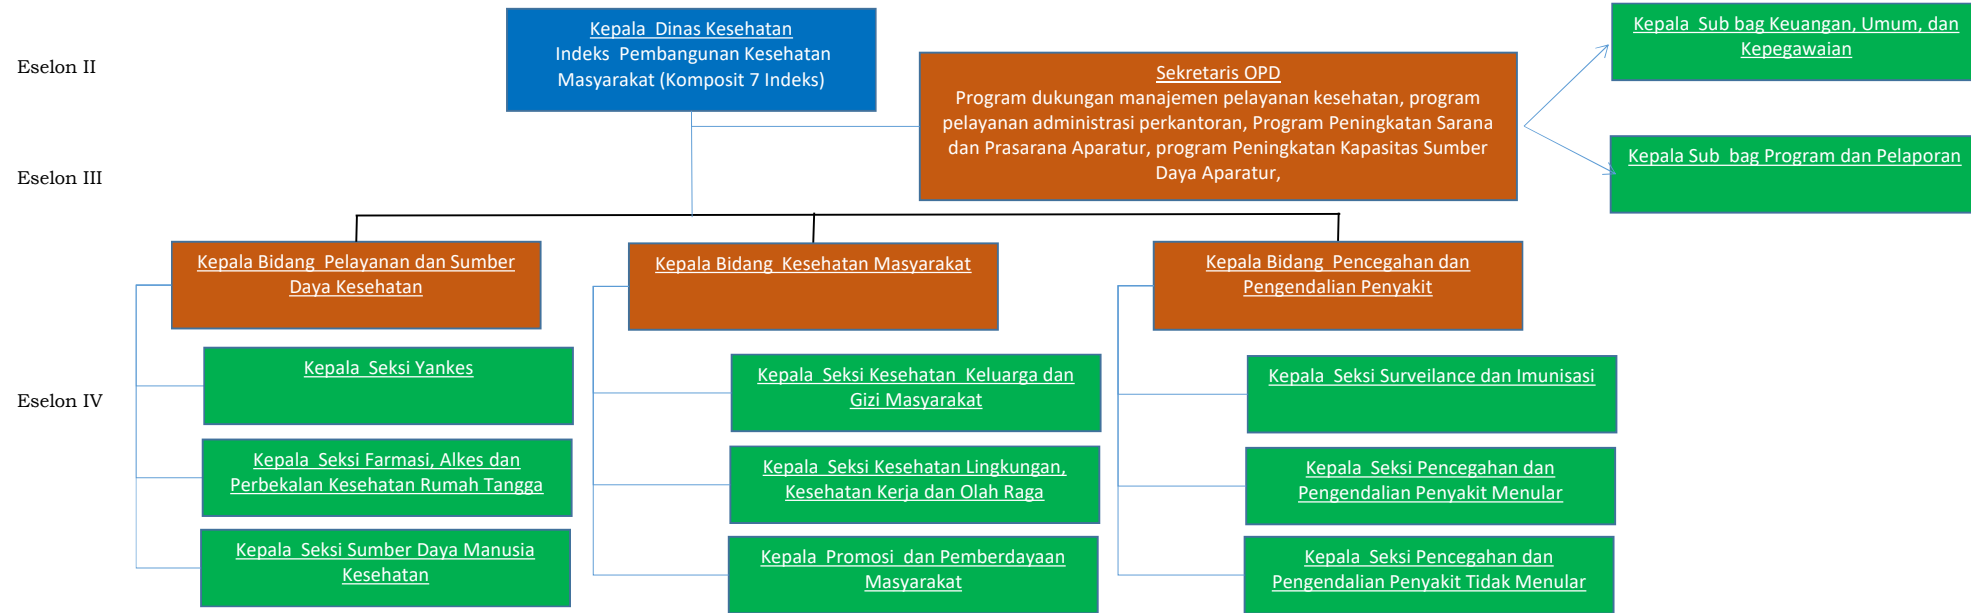 Eselon II
Kepala Dinas Kesehatan
Indeks Pembangunan Kesehatan
Masyarakat (Komposit 7 Indeks)
Sekretaris OPD
Program dukungan manajemen pelayanan kesehatan, program
pelayanan administrasi perkantoran, Program Peningkatan Sarana
dan Prasarana Aparatur, program Peningkatan Kapasitas Sumber
Daya Aparatur,
Kepala Sub bag Keuangan, Umum, dan
Kepegawaian
Kepala Sub bag Program dan Pelaporan
Eselon III
Kepala Bidang Pelayanan dan Sumber
Daya Kesehatan
Kepala Bidang Kesehatan Masyarakat
Kepala Bidang Pencegahan dan
Pengendalian Penyakit
Eselon IV
Kepala Seksi Yankes
Kepala Seksi Farmasi, Alkes dan
Perbekalan Kesehatan Rumah Tangga
Kepala Seksi Sumber Daya Manusia
Kesehatan
Kepala Seksi Kesehatan Keluarga dan
Gizi Masyarakat
Kepala Seksi Kesehatan Lingkungan,
Kesehatan Kerja dan Olah Raga
Kepala Promosi dan Pemberdayaan
Masyarakat
Kepala Seksi Surveilance dan Imunisasi
Kepala Seksi Pencegahan dan
Pengendalian Penyakit Menular
Kepala Seksi Pencegahan dan
Pengendalian Penyakit Tidak Menular